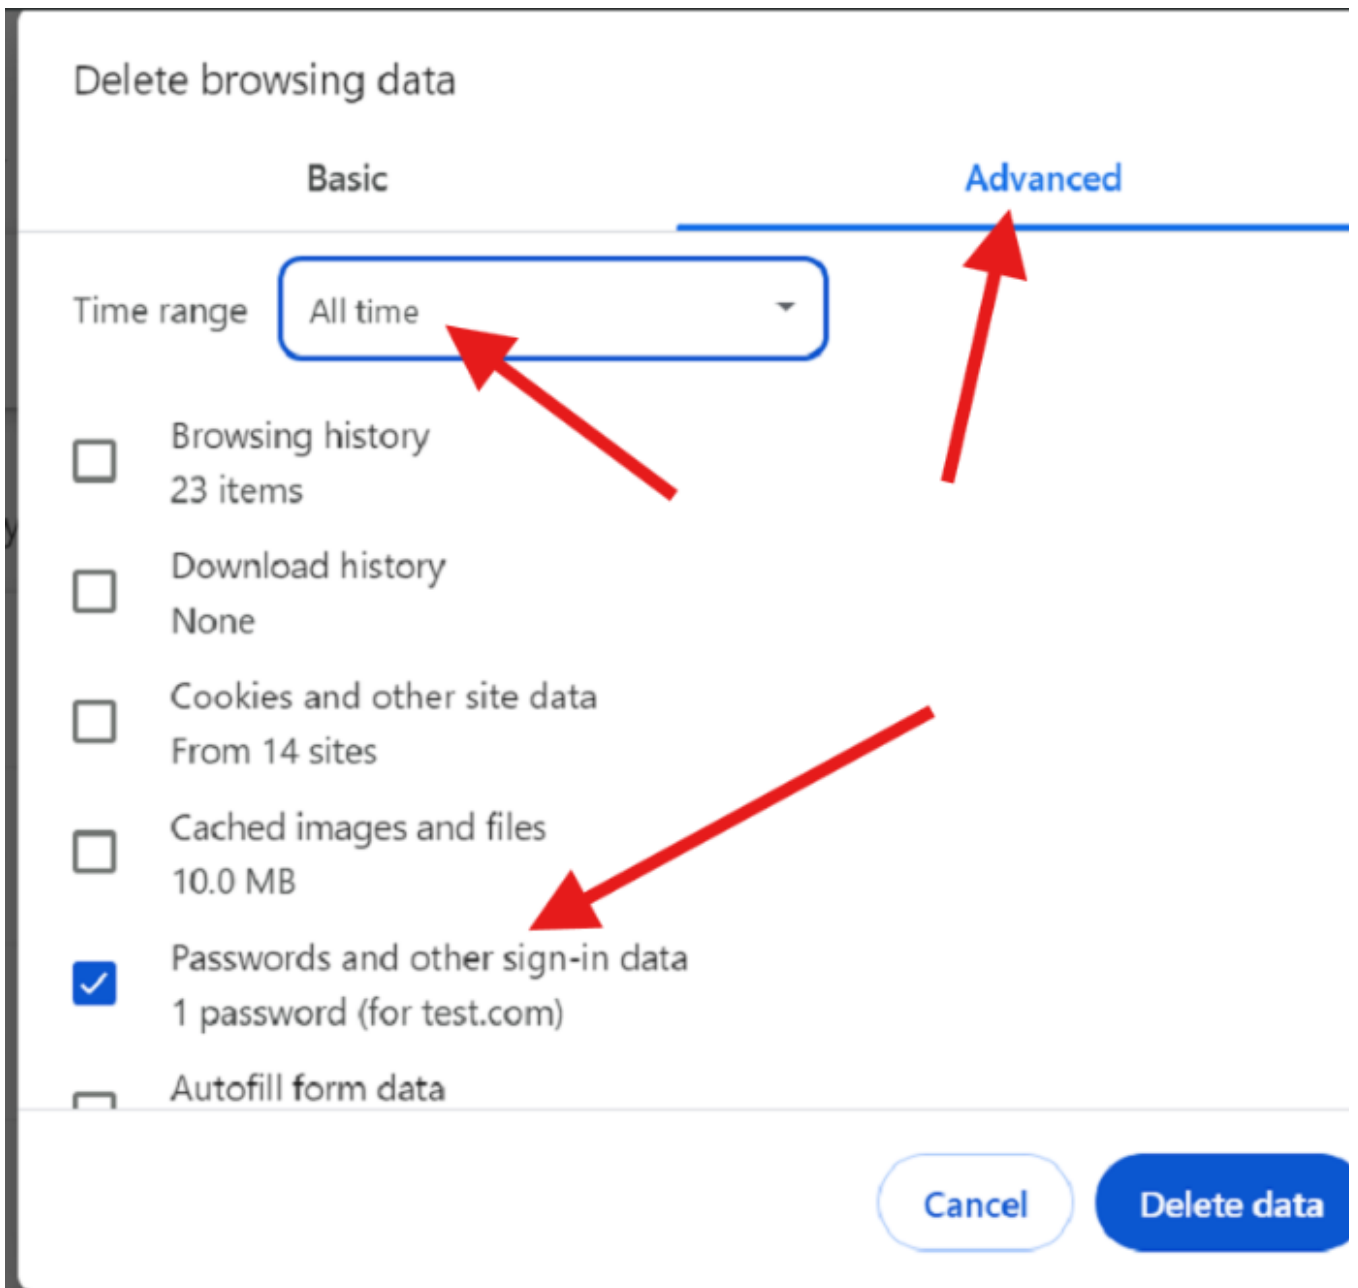 Delete browsing data
Basic
Advanced
Time range
All time
Browsing history
23 items
Download history
None
Cookies and other site data
From 14 sites
Cached images and files
10.0 MB
Passwords and other sign-in data
1 password (for test.com)
Autofill form data
Cancel
Delete data